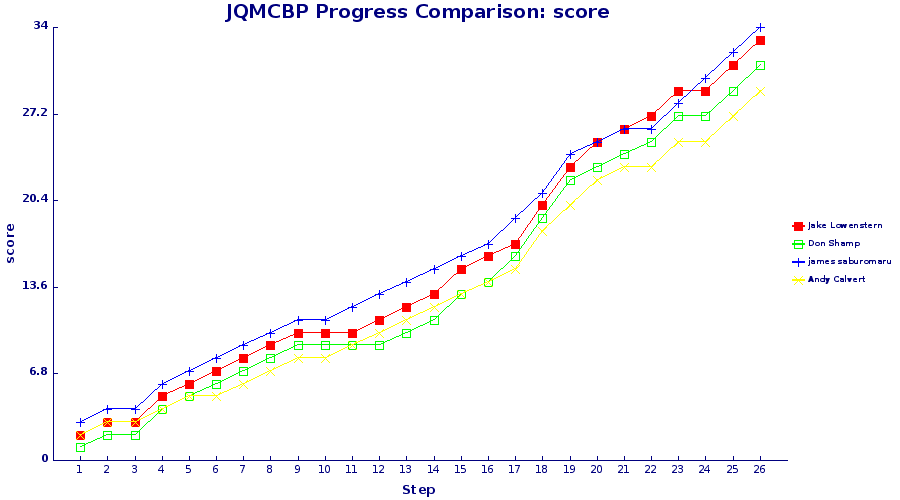 JQMCBP Progress Comparison: score
34
27.2
20.4
13.6
6.8
0
score
1 2 3 4 5 6 7 8 9 10 11 12 13 14 15 16 17 18 19 20 21 22 23 24 25 26
Step
Jake Lowenstern
Don Shamp
james saburomaru
Andy Calvert